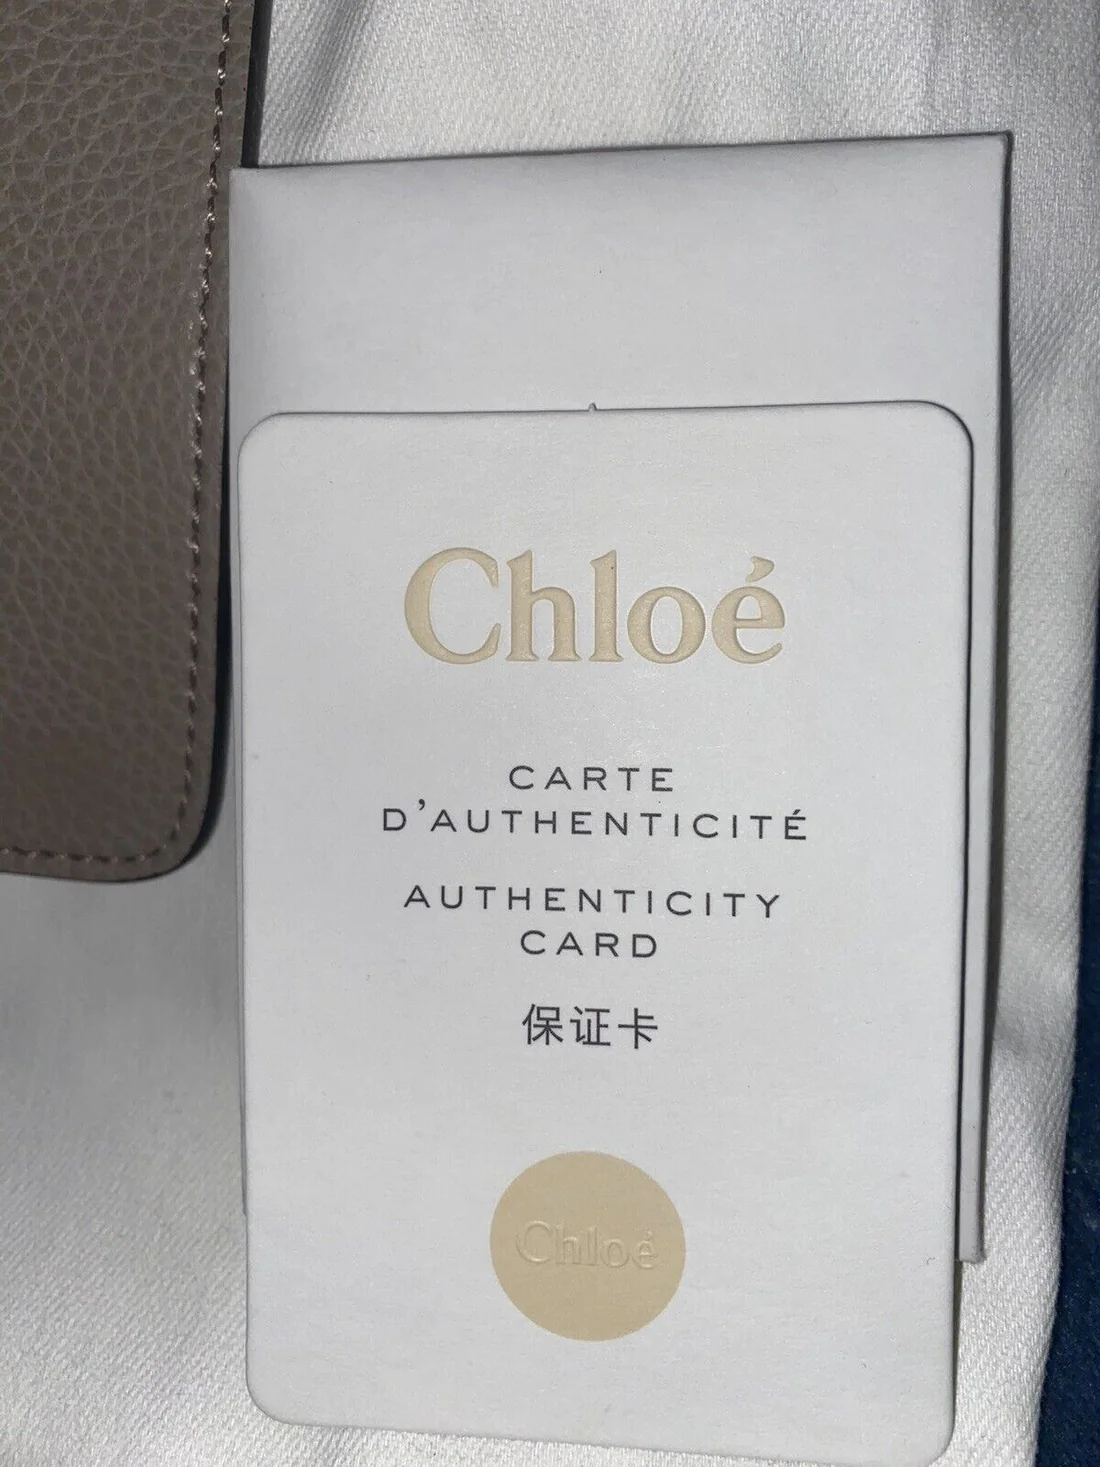 Chloé
CARTE
D'AUTHENTICITÉ
AUTHENTICITY
CARD
保证卡
Chloé